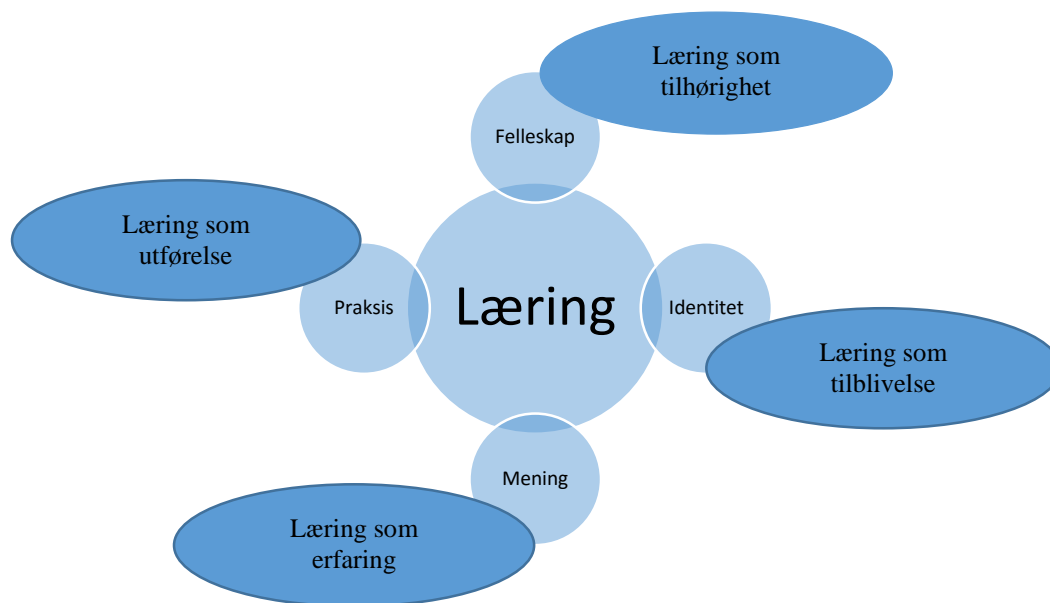 Læring som
tilhørighet
Felleskap
Læring som
utførelse
Praksis
Læring
Identitet
Læring som
tilblivelse
Mening
Læring som
erfaring